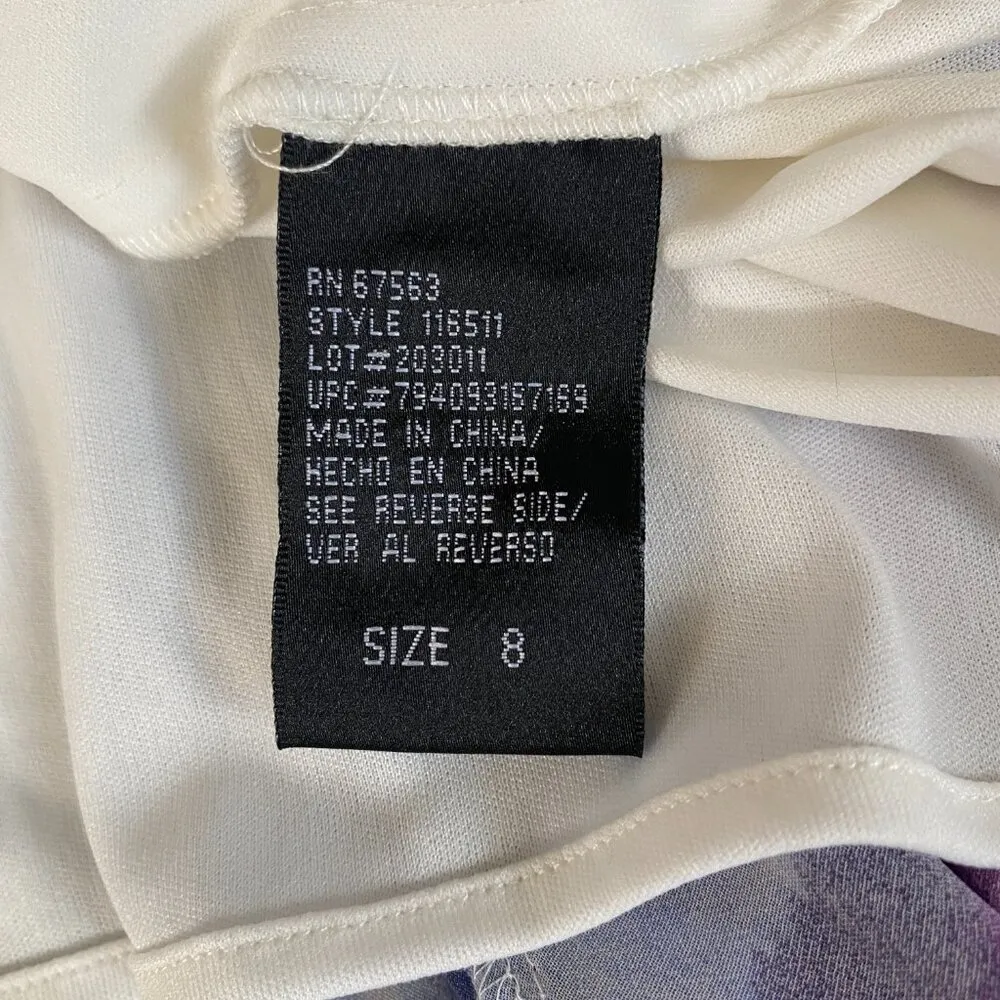 RN 67563
STYLE 116511
LOT# 203011
UPC# 794093157169
MADE IN CHINA/
HECHO EN CHINA
SEE REVERSE SIDE/
VER AL REVERSO
SIZE 8